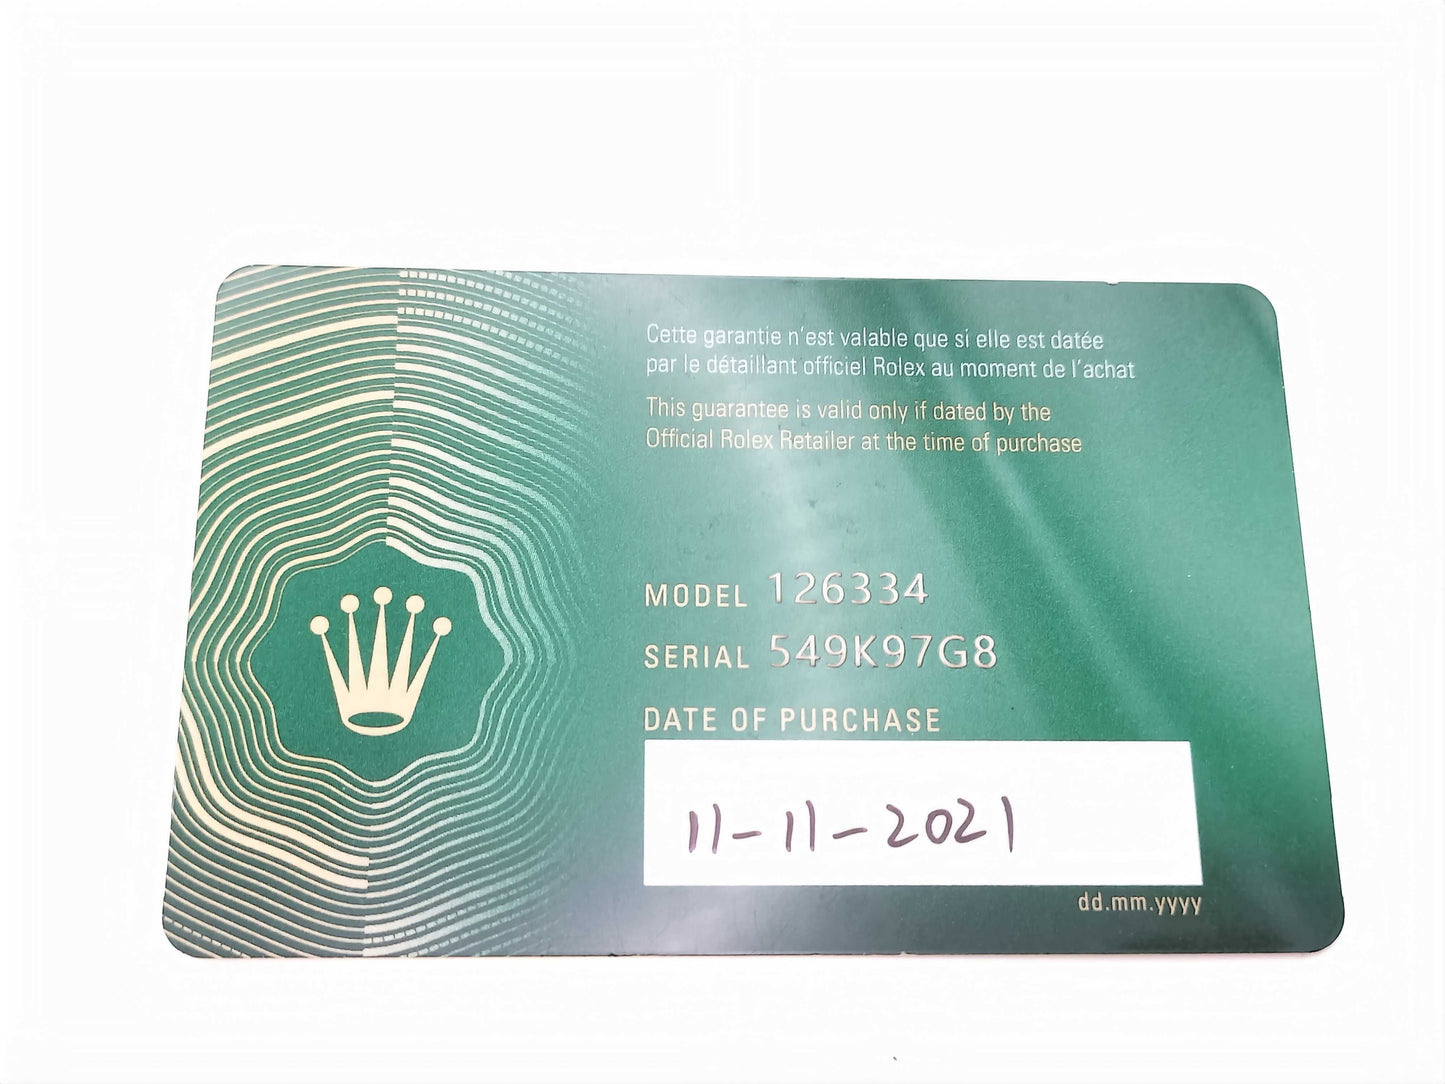 Cette garantie n'est valable que si elle est datée
par le détaillant officiel Rolex au moment de l'achat
This guarantee is valid only if dated by the
Official Rolex Retailer at the time of purchase
MODEL 126334
SERIAL 549K97G8
DATE OF PURCHASE
11-11-2021
dd.mm.yyyy